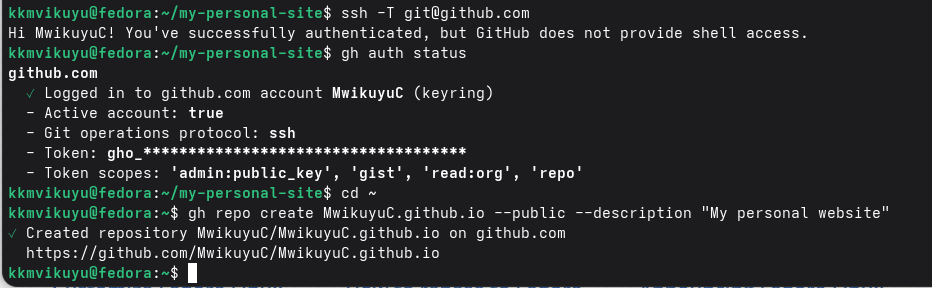 kkmvikuyu@fedora:~/my-personal-site$ ssh -T git@github.com
Hi MwikuyuC! You've successfully authenticated, but GitHub does not provide shell access.
kkmvikuyu@fedora:~/my-personal-site$ gh auth status
github.com
  ✓ Logged in to github.com account MwikuyuC (keyring)
  - Active account: true
  - Git operations protocol: ssh
  - Token: gho_************************************
  - Token scopes: 'admin:public_key', 'gist', 'read:org', 'repo'
kkmvikuyu@fedora:~/my-personal-site$ cd ~
kkmvikuyu@fedora:~$ gh repo create MwikuyuC.github.io --public --description "My personal website"
✓ Created repository MwikuyuC/MwikuyuC.github.io on github.com
  https://github.com/MwikuyuC/MwikuyuC.github.io
kkmvikuyu@fedora:~$